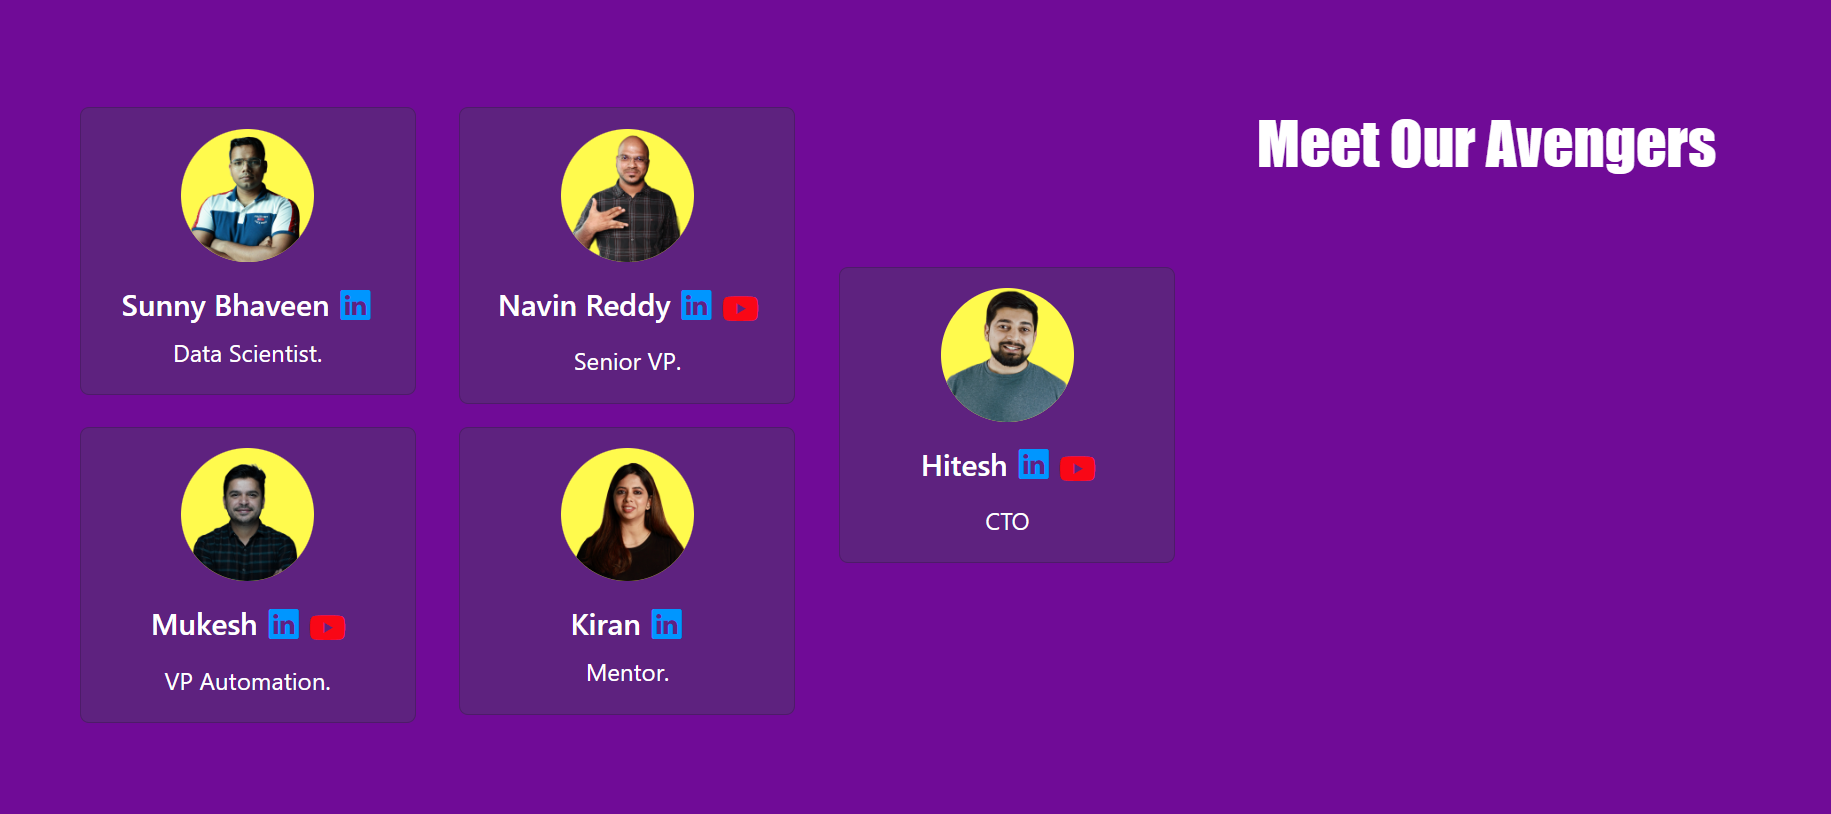 Meet Our Avengers
Sunny Bhaveen in
Data Scientist.
Navin Reddy in
Senior VP.
Hitesh in
CTO
Mukesh in
VP Automation.
Kiran in
Mentor.